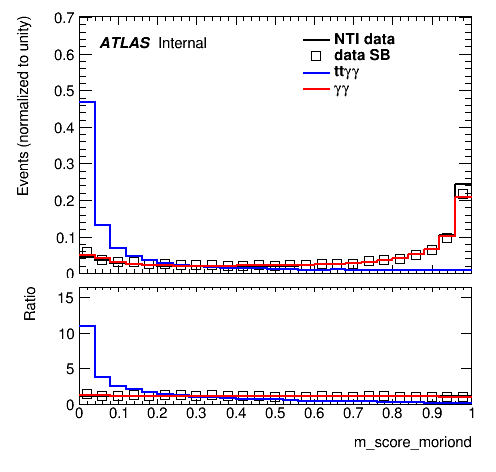 0.7
ATLAS Internal
NTI data
data SB
ttγγ
γγ
0.6
0.5
0.4
0.3
0.2
0.1
0
Events (normalized to unity)
15
10
5
0
Ratio
0 0.1 0.2 0.3 0.4 0.5 0.6 0.7 0.8 0.9 1
m_score_moriond